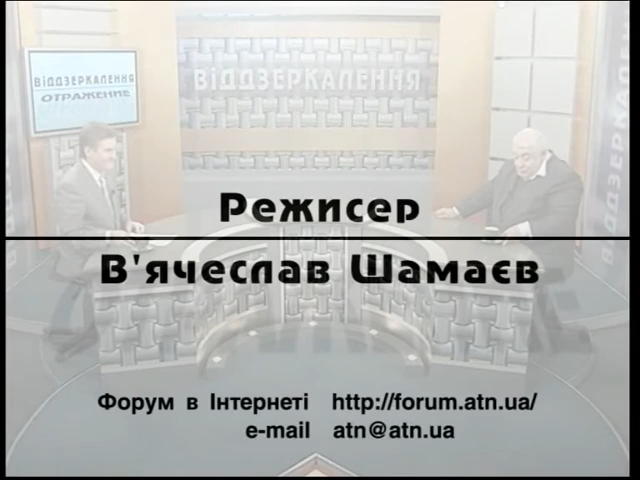 ВІДДЗЕРКАЛЕННЯ
ОТРАЖЕНИЕ
ВІДДЗЕРКАЛЕННЯ
ВІДДЗЕРКАЛЕННЯ
Режисер
В'ячеслав Шамаєв
Форум в Інтернеті http://forum.atn.ua/
e-mail atn@atn.ua